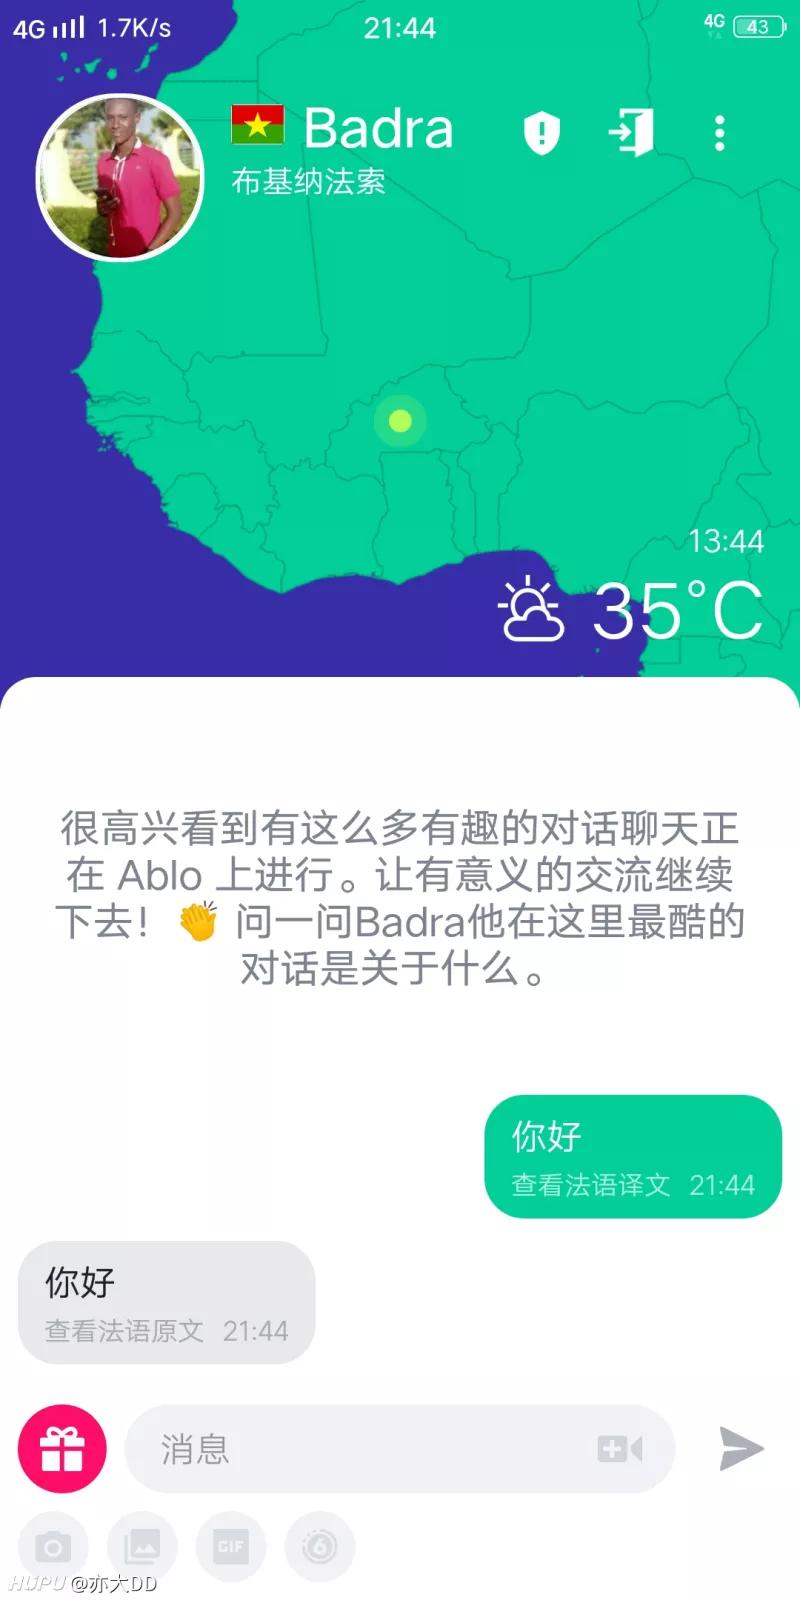 4G 1.7K/s 21:44 4G 43
Badra
布基纳法索
13:44
35°C
很高兴看到有这么多有趣的对话聊天正
在 Ablo 上进行。让有意义的交流继续
下去！ 👏 问一问Badra他在这里最酷的
对话是关于什么。
你好
查看法语译文 21:44
你好
查看法语原文 21:44
消息
GIF
6
HUPU @亦大DD